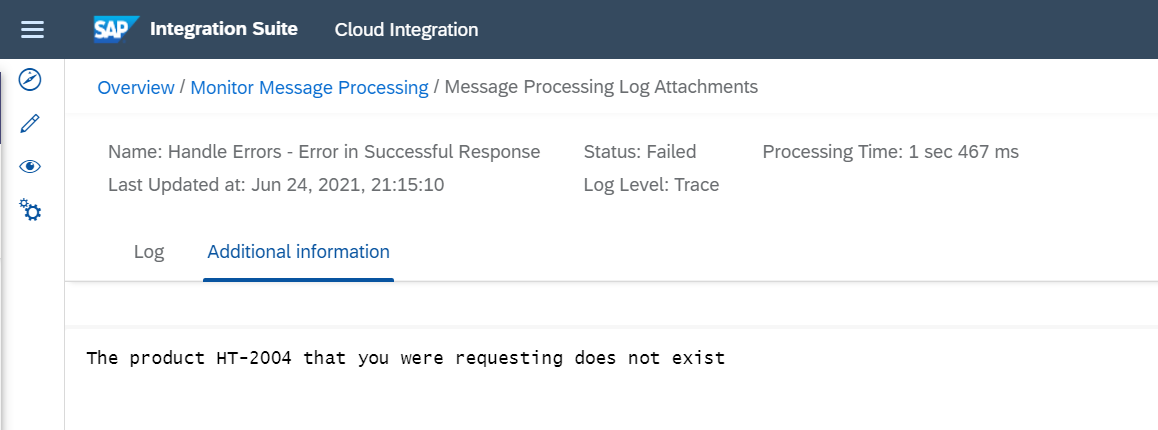 SAP Integration Suite Cloud Integration
Overview / Monitor Message Processing / Message Processing Log Attachments
Name: Handle Errors - Error in Successful Response Status: Failed Processing Time: 1 sec 467 ms
Last Updated at: Jun 24, 2021, 21:15:10 Log Level: Trace
Log Additional information
The product HT-2004 that you were requesting does not exist